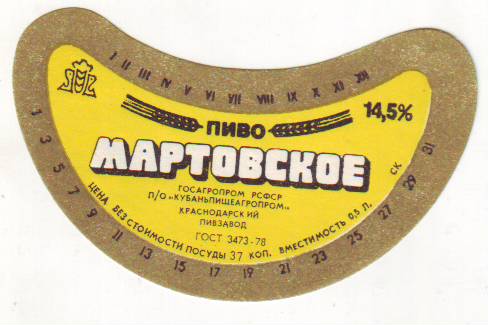 I II III IV V VI VII VIII IX X XI XII
ПИВО
14,5%
МАРТОВСКОЕ
ГОСАГРОПРОМ РСФСР
П/О "КУБАНЬПИЩЕАГРОПРОМ"
КРАСНОДАРСКИЙ
ПИВЗАВОД
ГОСТ 3473-78
ЦЕНА БЕЗ СТОИМОСТИ ПОСУДЫ 37 КОП. ВМЕСТИМОСТЬ 0,5 Л. СК
1 3 5 7 9 11 13 15 17 19 21 23 25 27 29 31